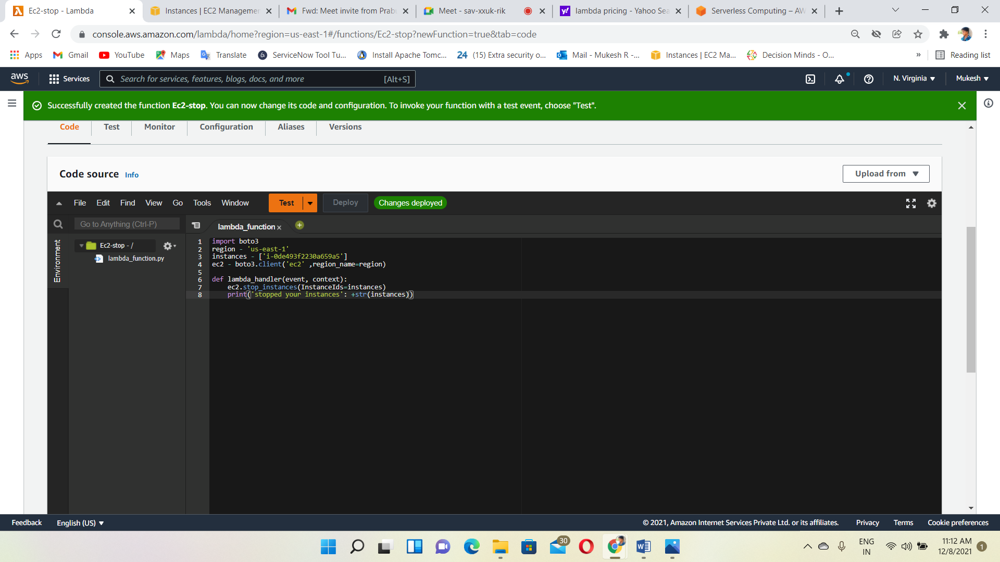 Ec2-stop - Lambda
Instances | EC2 Managemen
Fwd: Meet invite from Prab
Meet - sav-xxuk-rik
lambda pricing - Yahoo Sea
Serverless Computing – AW
console.aws.amazon.com/lambda/home?region=us-east-1#/functions/Ec2-stop?newFunction=true&tab=code
Apps
Gmail
YouTube
Maps
Translate
ServiceNow Tool Tu...
Install Apache Tomc...
24 (15) Extra security o...
Mail - Mukesh R -...
Instances | EC2 Ma...
Decision Minds - O...
»
Reading list
aws
Services
Search for services, features, blogs, docs, and more [Alt+S]
N. Virginia
Mukesh
Successfully created the function Ec2-stop. You can now change its code and configuration. To invoke your function with a test event, choose "Test".
Code
Test
Monitor
Configuration
Aliases
Versions
Code source Info
Upload from
File Edit Find View Go Tools Window
Test
Deploy
Changes deployed
Go to Anything (Ctrl-P)
lambda_function
Environment
Ec2-stop - /
lambda_function.py
1 import boto3
2 region - 'us-east-1'
3 instances - ['i-0de493f2230a659a5']
4 ec2 - boto3.client('ec2' ,region_name=region)
5
6 def lambda_handler(event, context):
7 ec2.stop_instances(InstanceIds=instances)
8 print('stopped your instances': +str(instances))
Feedback
English (US)
© 2021, Amazon Internet Services Private Ltd. or its affiliates.
Privacy
Terms
Cookie preferences
30
ENG
IN
11:12 AM
12/8/2021
1